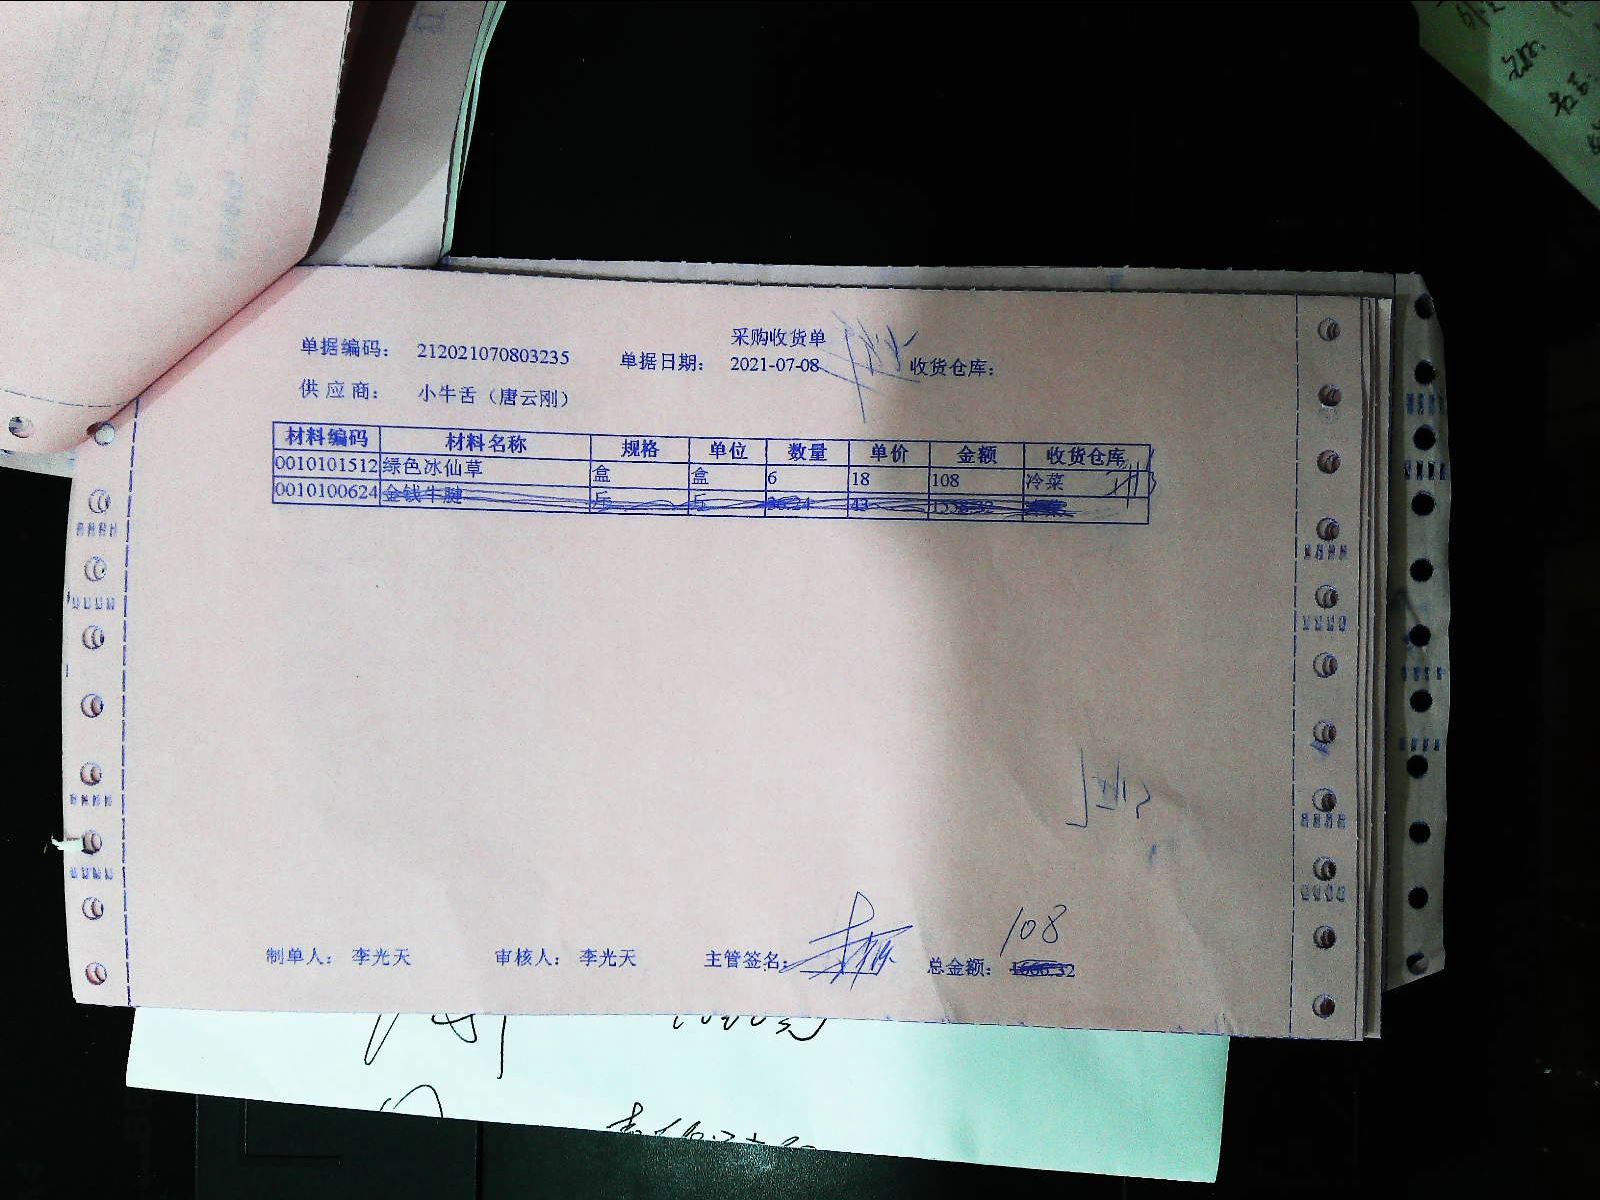 采购收货单
单据编码： 212021070803235 单据日期： 2021-07-08 收货仓库：
供应商： 小牛舌（唐云刚）
材料编码 材料名称 规格 单位 数量 单价 金额 收货仓库
0010101512 绿色冰仙草 盒 盒 6 18 108 冷菜
0010100624 金钱牛腱 斤 斤 36.24 43
108
制单人： 李光天 审核人： 李光天 主管签名： 总金额：